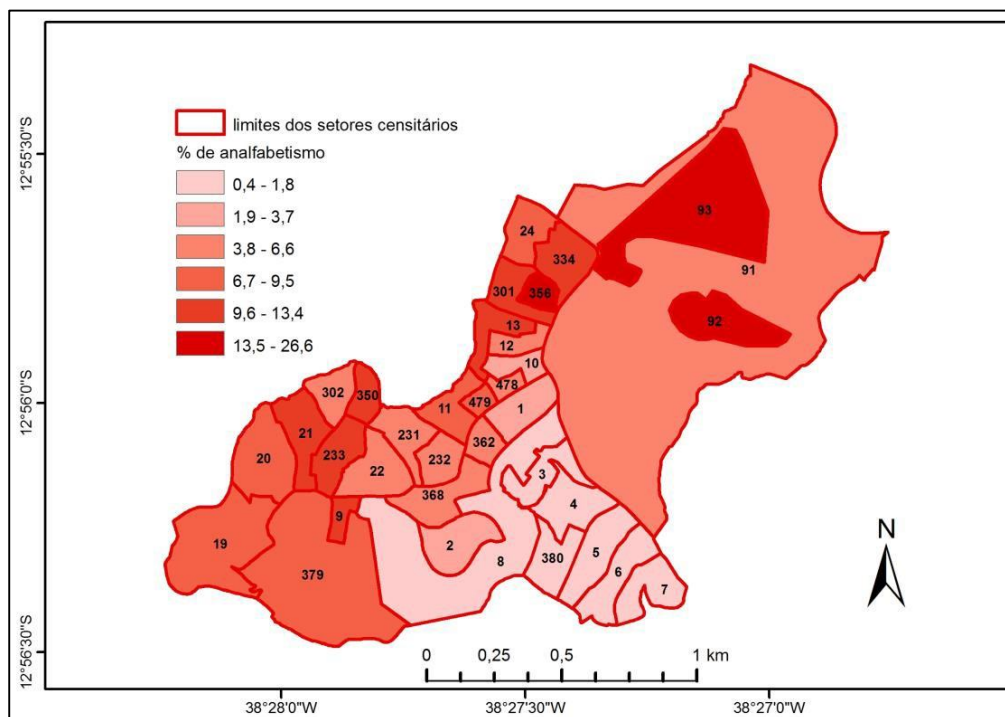 12°55'30"S
12°56'0"S
12°56'30"S
limites dos setores censitários
% de analfabetismo
0,4 - 1,8
1,9 - 3,7
3,8 - 6,6
6,7 - 9,5
9,6 - 13,4
13,5 - 26,6
93
24
334
91
301
356
92
13
12
10
302
350
478
11
479
1
21
231
362
233
232
20
22
3
368
4
9
19
2
8
380
5
379
6
7
N
0 0,25 0,5 1 km
38°28'0"W 38°27'30"W 38°27'0"W